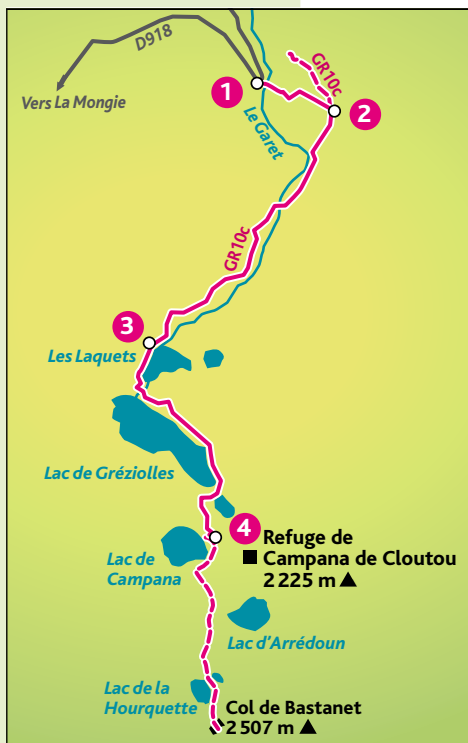 D918
Vers La Mongie
1
GR10c
2
Le Garet
GR10c
3
Les Laquets
Lac de Gréziolles
4
Refuge de
Campana de Cloutou
2 225 m
Lac de
Campana
Lac d'Arrédoun
Lac de la
Hourquette
Col de Bastanet
2 507 m